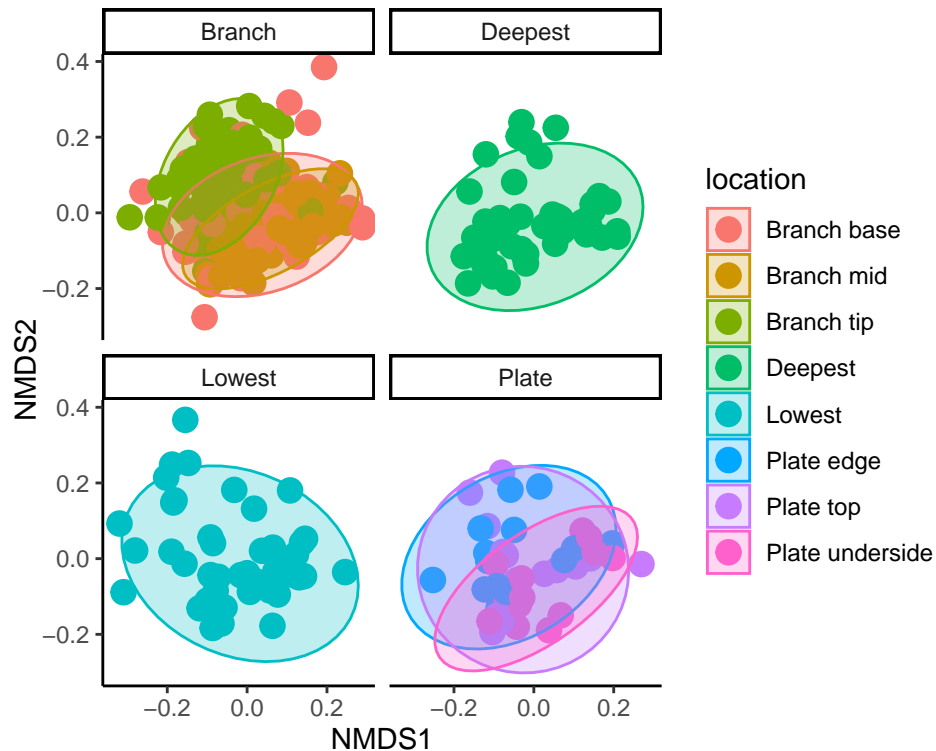 Branch
Deepest
0.4
0.2
0.0
−0.2
NMDS2
Lowest
Plate
0.4
0.2
0.0
−0.2
−0.2
0.0
0.2
−0.2
0.0
0.2
NMDS1
location
Branch base
Branch mid
Branch tip
Deepest
Lowest
Plate edge
Plate top
Plate underside